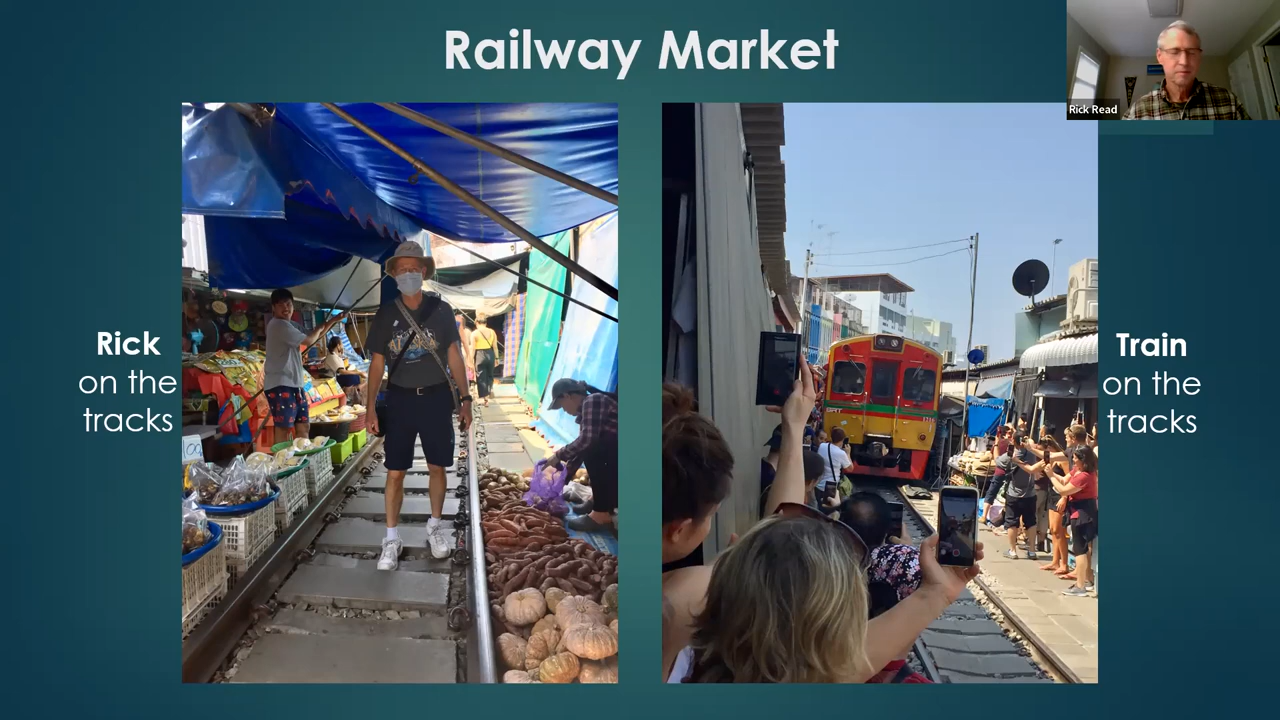 Railway Market
Rick Read
Rick
on the
tracks
Train
on the
tracks